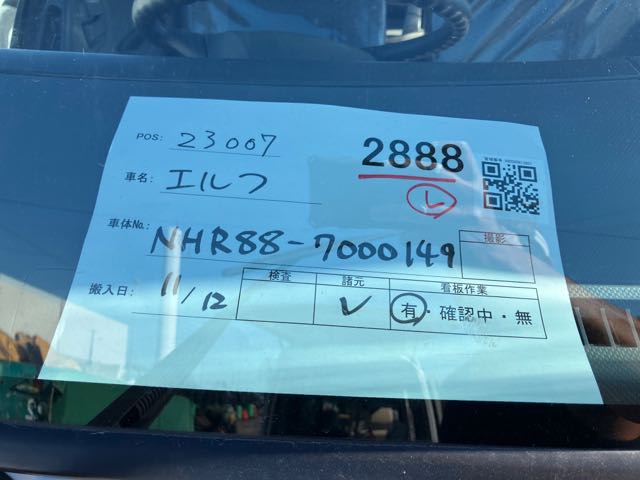 POS: 23007
2888
車名: エルフ
車体No. NHR88-7000149
撮影
搬入日: 11/12
検査 諸元 看板作業
有・確認中・無